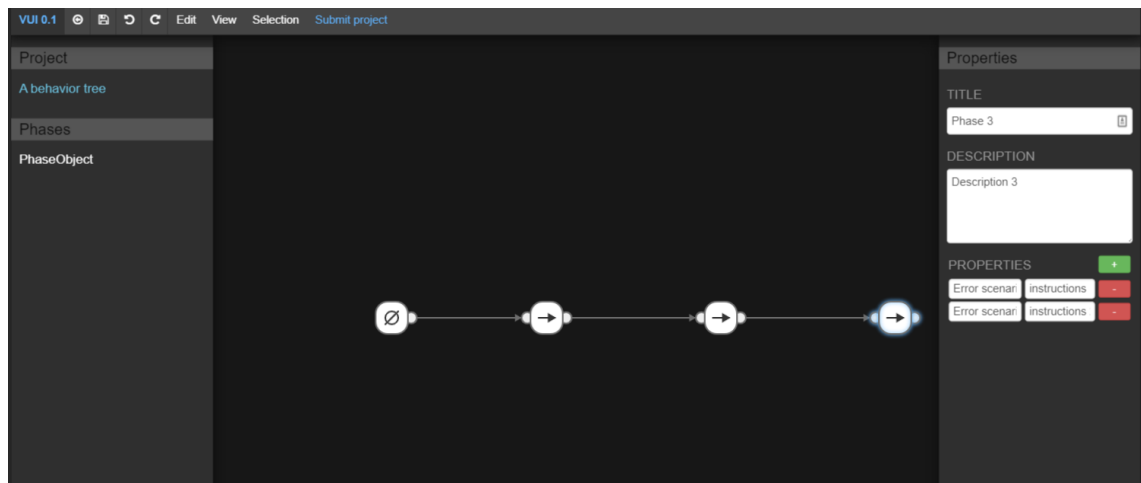 VUI 0.1 Edit View Selection Submit project
Project
A behavior tree
Phases
PhaseObject
Properties
TITLE
Phase 3
DESCRIPTION
Description 3
PROPERTIES +
Error scenari instructions -
Error scenari instructions -